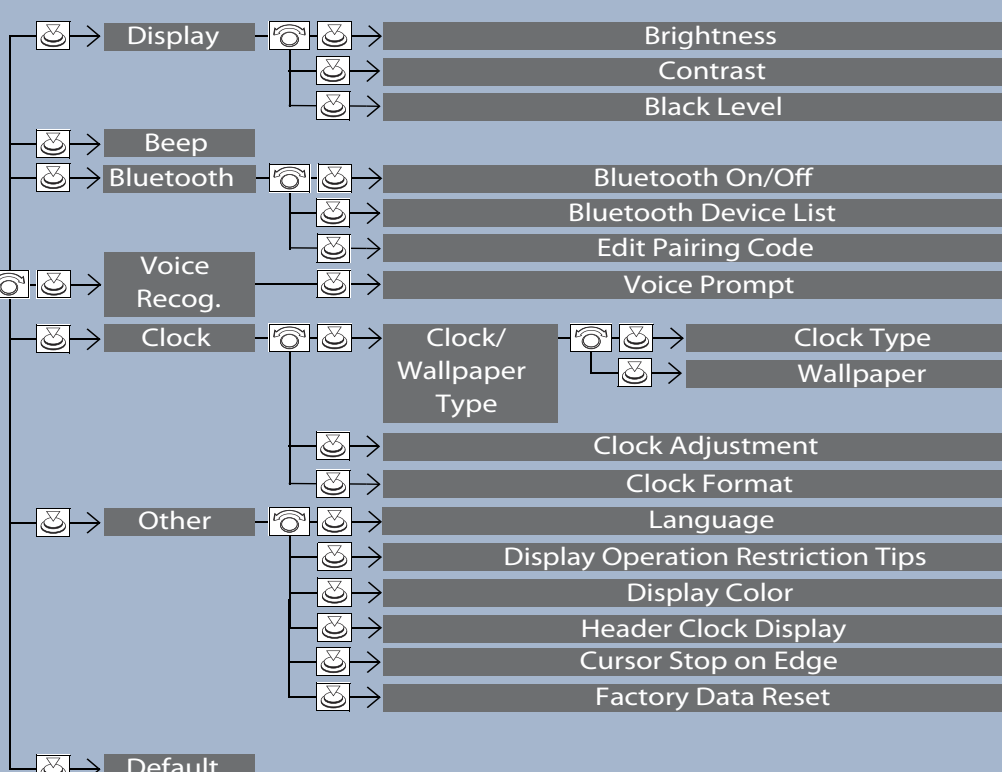 Display
Brightness
Contrast
Black Level
Beep
Bluetooth
Bluetooth On/Off
Bluetooth Device List
Edit Pairing Code
Voice
Recog.
Voice Prompt
Clock
Clock/
Wallpaper
Type
Clock Type
Wallpaper
Clock Adjustment
Clock Format
Other
Language
Display Operation Restriction Tips
Display Color
Header Clock Display
Cursor Stop on Edge
Factory Data Reset
Default